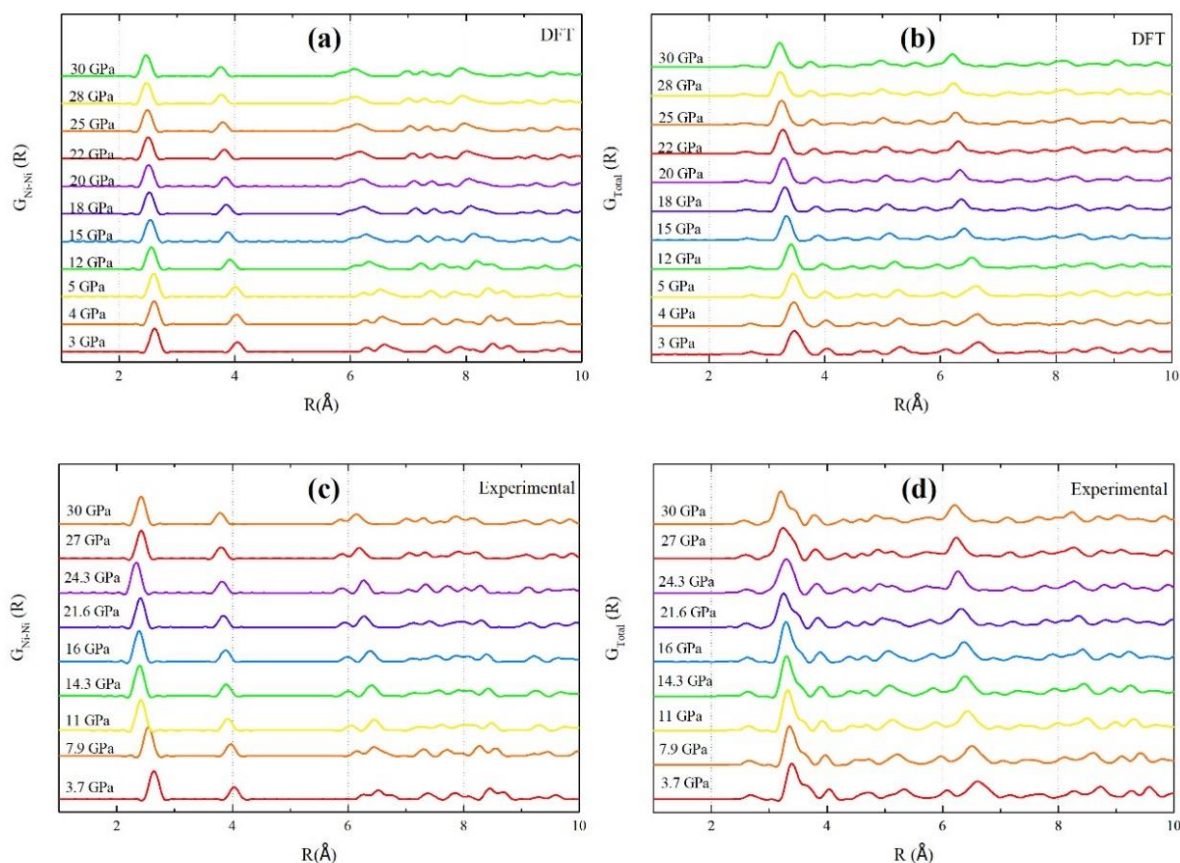 (a)
DFT
30 GPa
28 GPa
25 GPa
22 GPa
20 GPa
18 GPa
15 GPa
12 GPa
5 GPa
4 GPa
3 GPa
G Ni-Ni (R)
2 4 6 8 10
R(Å)
(b)
DFT
30 GPa
28 GPa
25 GPa
22 GPa
20 GPa
18 GPa
15 GPa
12 GPa
5 GPa
4 GPa
3 GPa
G Total (R)
2 4 6 8 10
R(Å)
(c)
Experimental
30 GPa
27 GPa
24.3 GPa
21.6 GPa
16 GPa
14.3 GPa
11 GPa
7.9 GPa
3.7 GPa
G Ni-Ni (R)
2 4 6 8 10
R(Å)
(d)
Experimental
30 GPa
27 GPa
24.3 GPa
21.6 GPa
16 GPa
14.3 GPa
11 GPa
7.9 GPa
3.7 GPa
G Total (R)
2 4 6 8 10
R (Å)